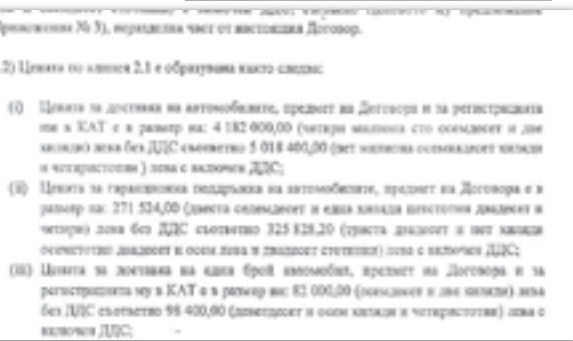 Приложение № 3), неразделна част от настоящия Договор.
2) Цената по алинея 2.1 е образувана както следва:
(i) Цената за доставка на автомобилите, предмет на Договора и за регистрацията
им в КАТ е в размер на: 4 182 000,00 (четири милиона сто осемдесет и две
хиляди) лева без ДДС съответно 5 018 400,00 (пет милиона осемнадесет хиляди
и четиристотин ) лева с включен ДДС;
(ii) Цената за гаранционна поддръжка на автомобилите, предмет на Договора е в
размер на: 271 524,00 (двеста седемдесет и една хиляди петстотин двадесет и
четири) лева без ДДС съответно 325 828,20 (триста двадесет и пет хиляди
осемстотин двадесет и осем лева и двадесет стотинки) лева с включен ДДС;
(iii) Цената за доставка на един брой автомобил, предмет на Договора и за
регистрацията му в КАТ е в размер на: 82 000,00 (осемдесет и две хиляди) лева
без ДДС съответно 98 400,00 (деветдесет и осем хиляди и четиристотин) лева с
включен ДДС;